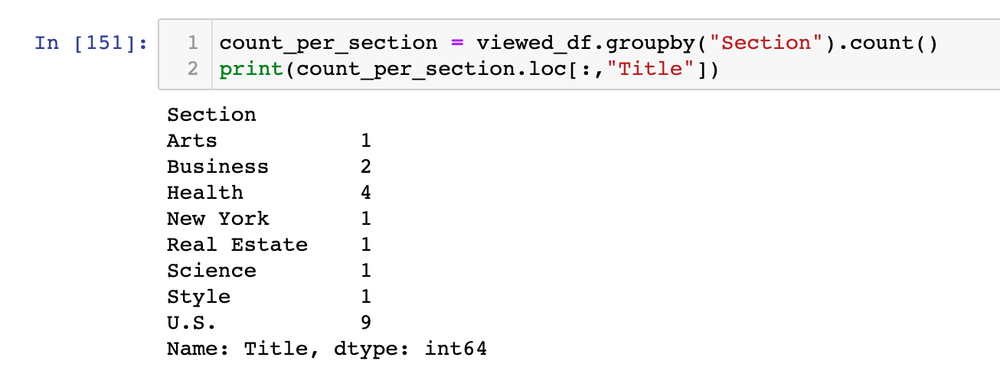 In [151]:
1 count_per_section = viewed_df.groupby("Section").count()
2 print(count_per_section.loc[:,"Title"])
Section
Arts 1
Business 2
Health 4
New York 1
Real Estate 1
Science 1
Style 1
U.S. 9
Name: Title, dtype: int64